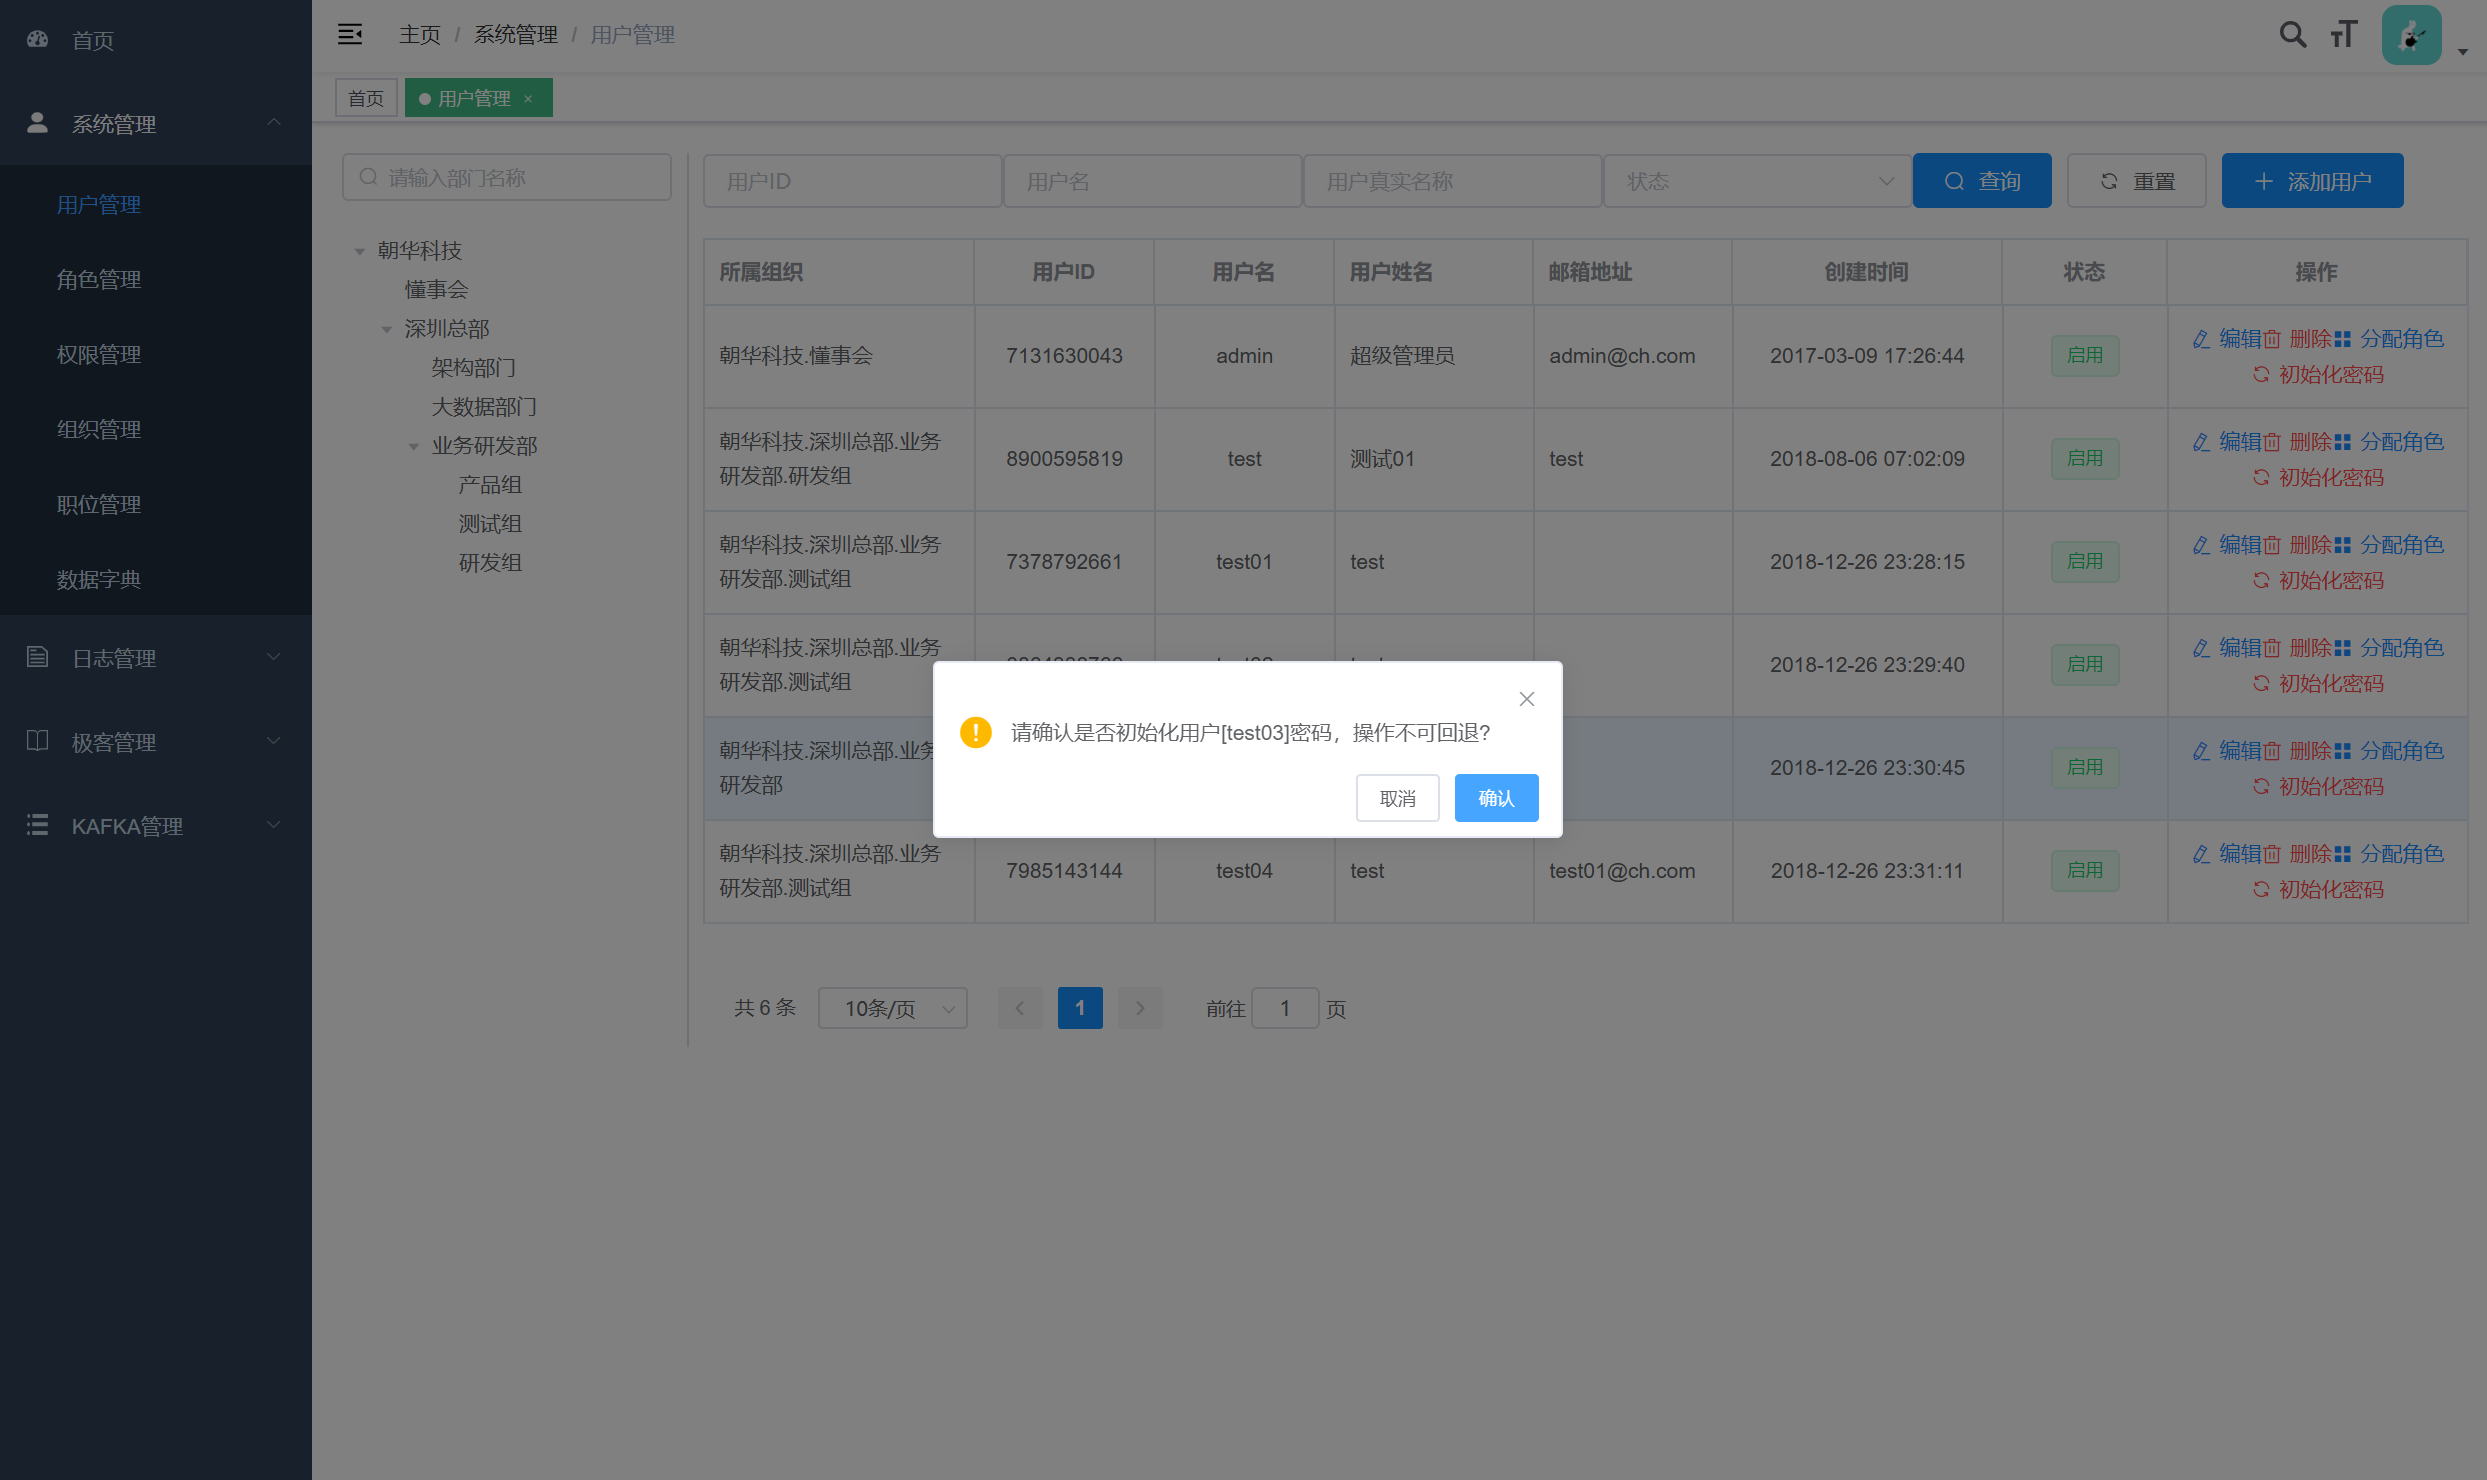 首页
系统管理
用户管理
角色管理
权限管理
组织管理
职位管理
数据字典
日志管理
极客管理
KAFKA管理
主页 / 系统管理 / 用户管理
首页
用户管理 ×
请输入部门名称
朝华科技
懂事会
深圳总部
架构部门
大数据部门
业务研发部
产品组
测试组
研发组
用户ID 用户名 用户真实名称 状态 查询 重置 添加用户
所属组织 用户ID 用户名 用户姓名 邮箱地址 创建时间 状态 操作
朝华科技.懂事会 7131630043 admin 超级管理员 admin@ch.com 2017-03-09 17:26:44 启用 编辑 删除 分配角色
初始化密码
朝华科技.深圳总部.业务 8900595819 test 测试01 test 2018-08-06 07:02:09 启用 编辑 删除 分配角色
研发部.研发组 初始化密码
朝华科技.深圳总部.业务 7378792661 test01 test 2018-12-26 23:28:15 启用 编辑 删除 分配角色
研发部.测试组 初始化密码
朝华科技.深圳总部.业务 2018-12-26 23:29:40 启用 编辑 删除 分配角色
研发部.测试组 初始化密码
朝华科技.深圳总部.业务 2018-12-26 23:30:45 启用 编辑 删除 分配角色
研发部 初始化密码
朝华科技.深圳总部.业务 7985143144 test04 test test01@ch.com 2018-12-26 23:31:11 启用 编辑 删除 分配角色
研发部.测试组 初始化密码
请确认是否初始化用户[test03]密码，操作不可回退?
取消 确认
共 6 条 10条/页 1 前往 1 页